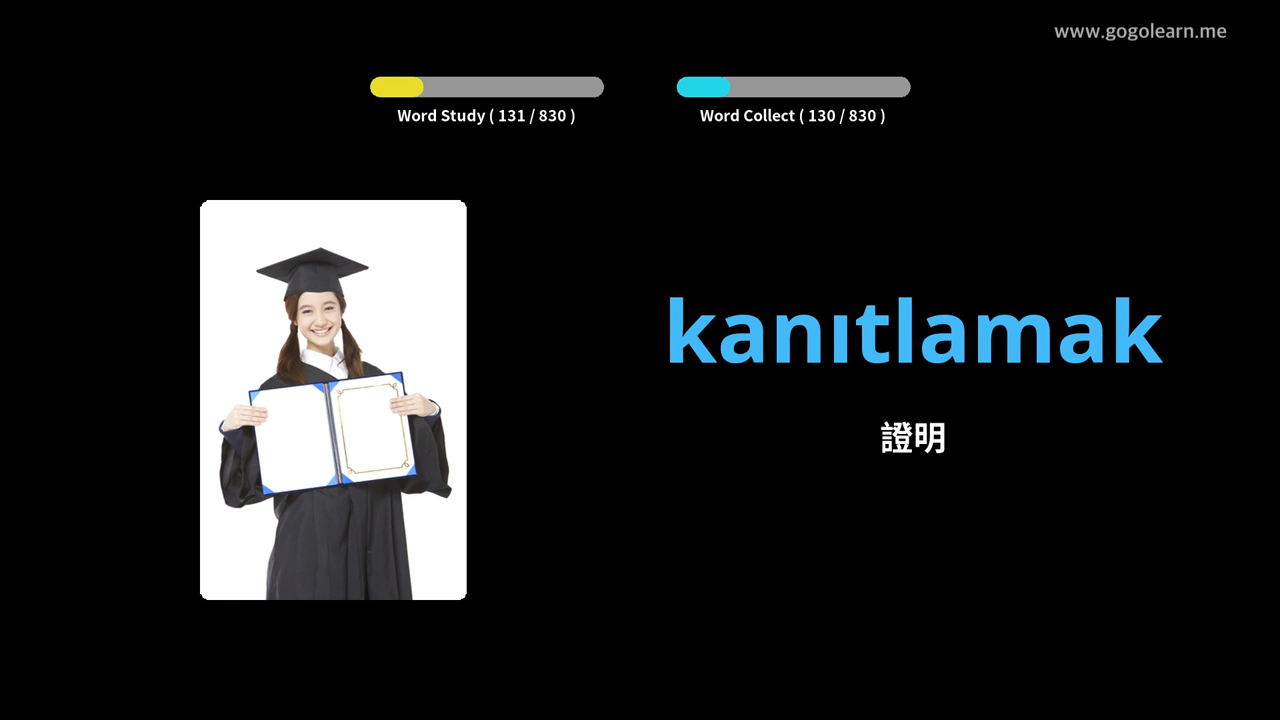 www.gogolearn.me
Word Study ( 131 / 830 )
Word Collect ( 130 / 830 )
kanıtlamak
證明